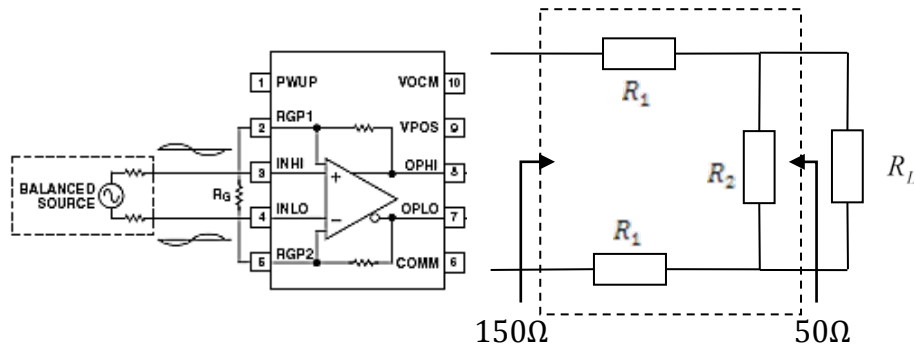 1 PWUP VOCM 10
2 RGP1 VPOS 9
3 INHI OPHI 8
4 INLO OPLO 7
5 RGP2 COMM 6
BALANCED
SOURCE
RG
+
−
R1
R2
RL
R1
150Ω
50Ω